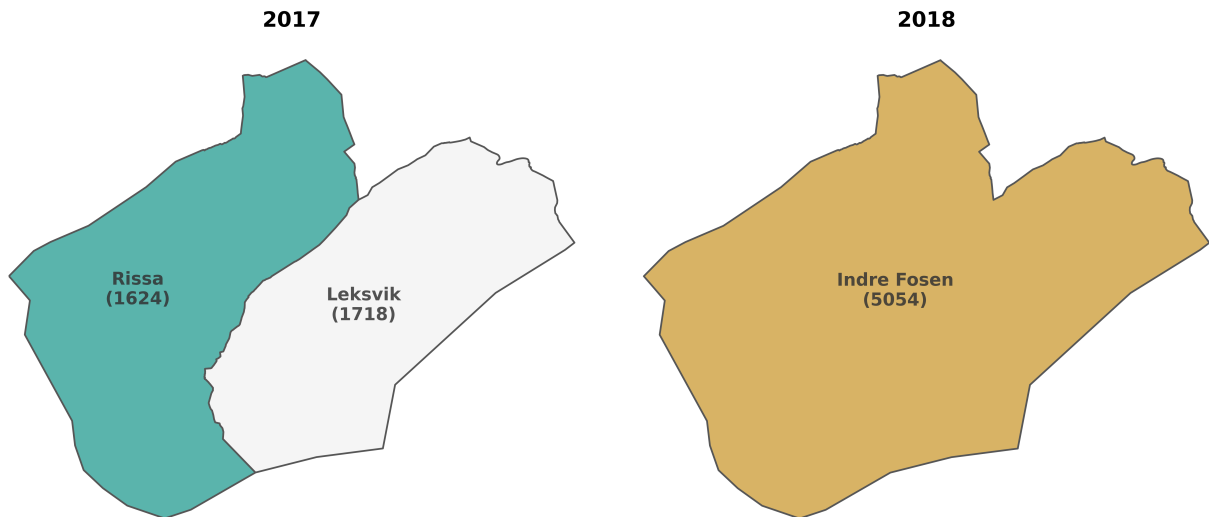 2017
2018
Rissa
(1624)
Leksvik
(1718)
Indre Fosen
(5054)